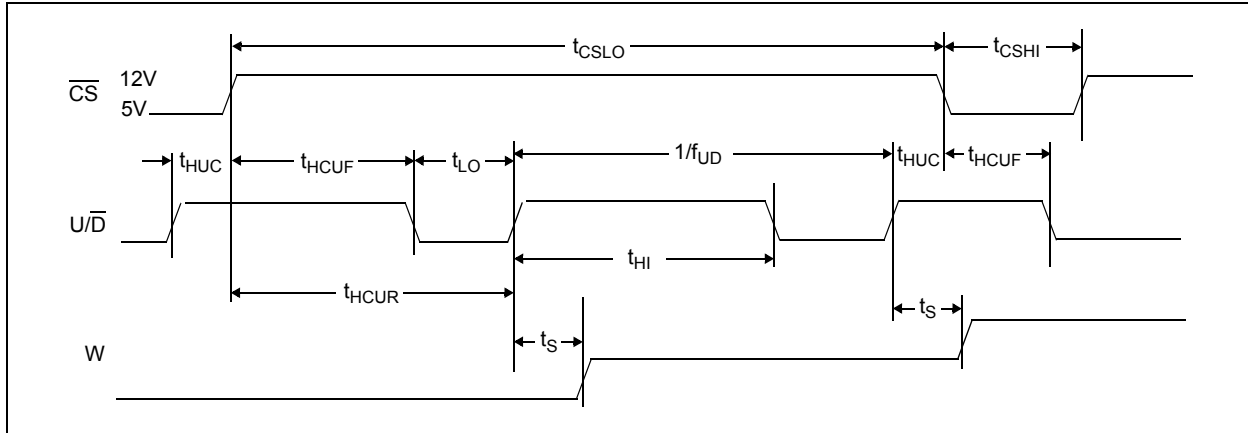 tCSLO tCSHI
CS 12V
5V
tHUC tHCUF tLO 1/fUD tHUC tHCUF
U/D
tHI
tHCUR
tS
tS
W